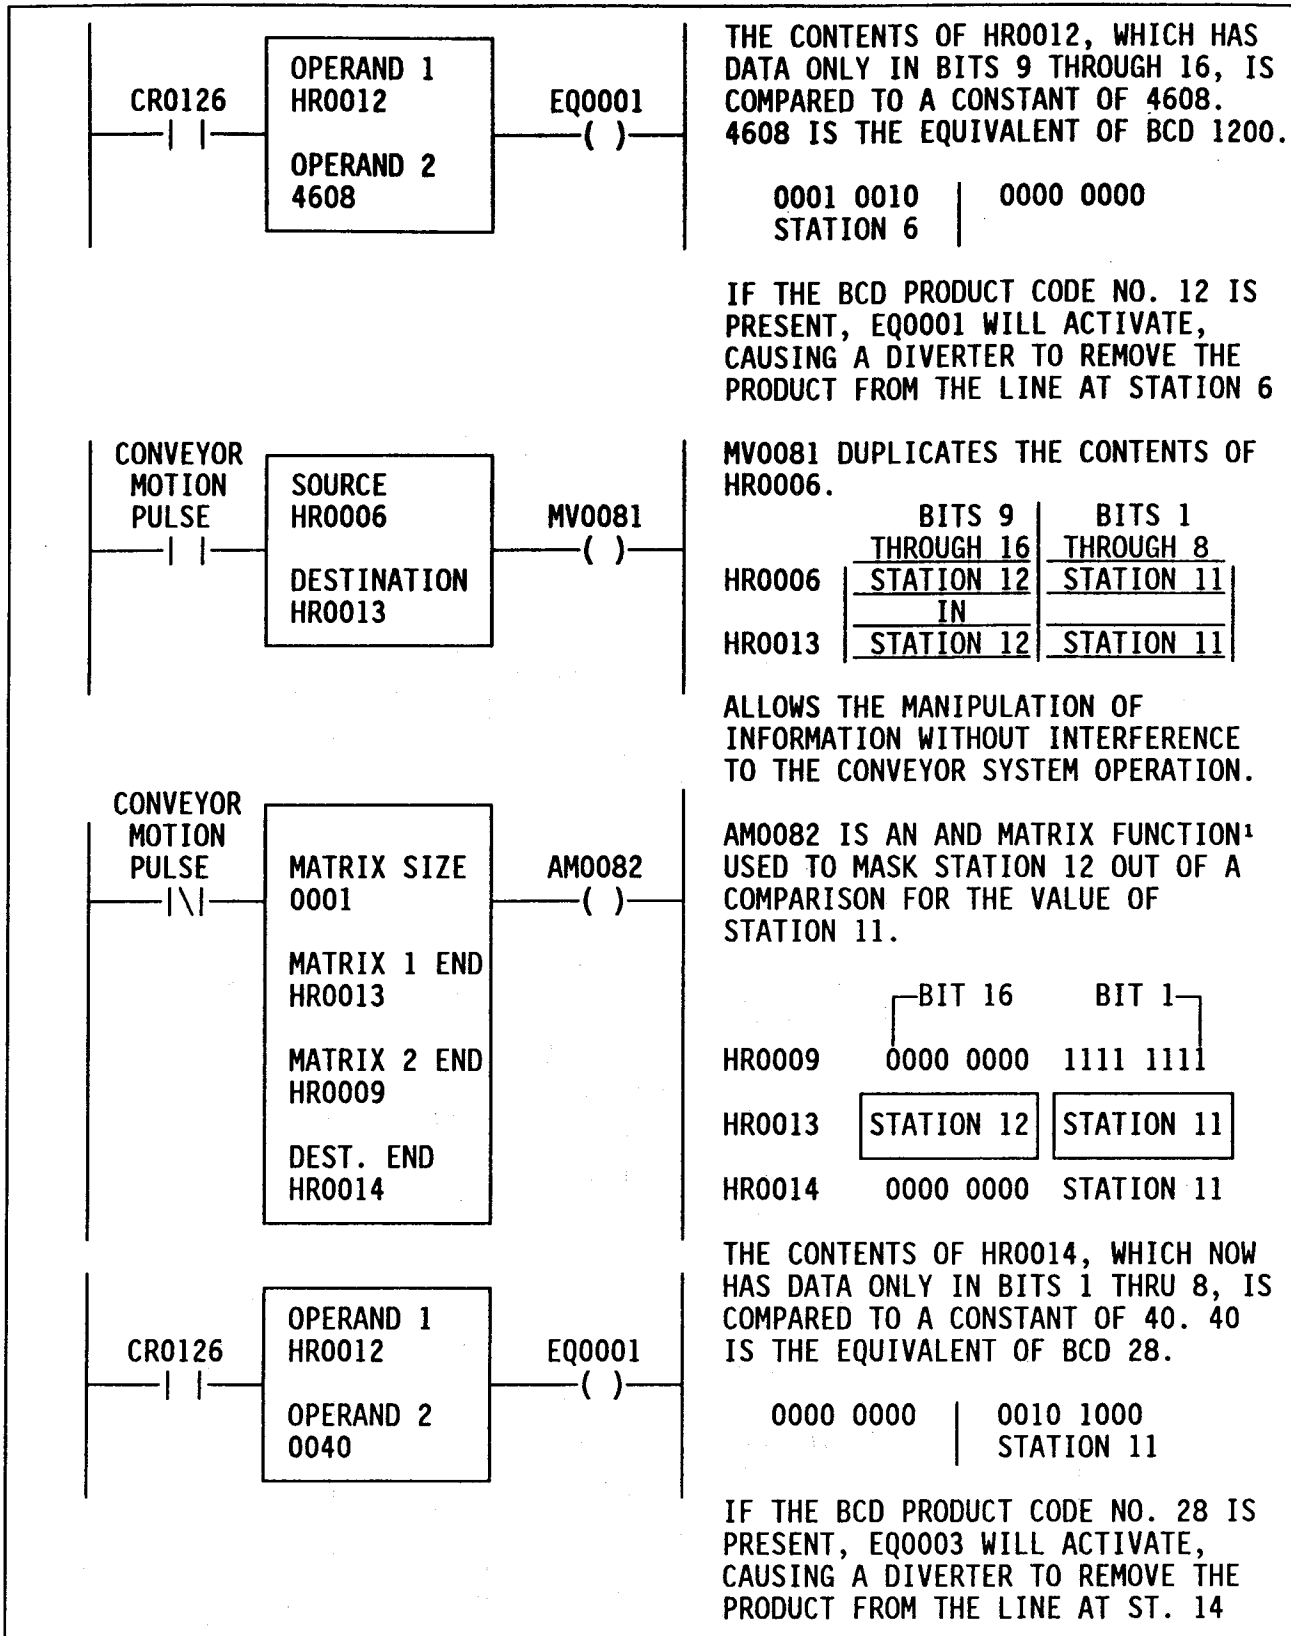 CR0126
OPERAND 1
HR0012
OPERAND 2
4608
EQ0001
( )
THE CONTENTS OF HR0012, WHICH HAS
DATA ONLY IN BITS 9 THROUGH 16, IS
COMPARED TO A CONSTANT OF 4608.
4608 IS THE EQUIVALENT OF BCD 1200.
0001 0010 0000 0000
STATION 6
IF THE BCD PRODUCT CODE NO. 12 IS
PRESENT, EQ0001 WILL ACTIVATE,
CAUSING A DIVERTER TO REMOVE THE
PRODUCT FROM THE LINE AT STATION 6
CONVEYOR
MOTION
PULSE
SOURCE
HR0006
DESTINATION
HR0013
MV0081
( )
MV0081 DUPLICATES THE CONTENTS OF
HR0006.
BITS 9 BITS 1
THROUGH 16 THROUGH 8
HR0006 STATION 12 STATION 11
IN
HR0013 STATION 12 STATION 11
ALLOWS THE MANIPULATION OF
INFORMATION WITHOUT INTERFERENCE
TO THE CONVEYOR SYSTEM OPERATION.
CONVEYOR
MOTION
PULSE
MATRIX SIZE
0001
MATRIX 1 END
HR0013
MATRIX 2 END
HR0009
DEST. END
HR0014
AM0082
( )
AM0082 IS AN AND MATRIX FUNCTION¹
USED TO MASK STATION 12 OUT OF A
COMPARISON FOR THE VALUE OF
STATION 11.
BIT 16 BIT 1
HR0009 0000 0000 1111 1111
HR0013 STATION 12 STATION 11
HR0014 0000 0000 STATION 11
CR0126
OPERAND 1
HR0012
OPERAND 2
0040
EQ0001
( )
THE CONTENTS OF HR0014, WHICH NOW
HAS DATA ONLY IN BITS 1 THRU 8, IS
COMPARED TO A CONSTANT OF 40. 40
IS THE EQUIVALENT OF BCD 28.
0000 0000 0010 1000
STATION 11
IF THE BCD PRODUCT CODE NO. 28 IS
PRESENT, EQ0003 WILL ACTIVATE,
CAUSING A DIVERTER TO REMOVE THE
PRODUCT FROM THE LINE AT ST. 14